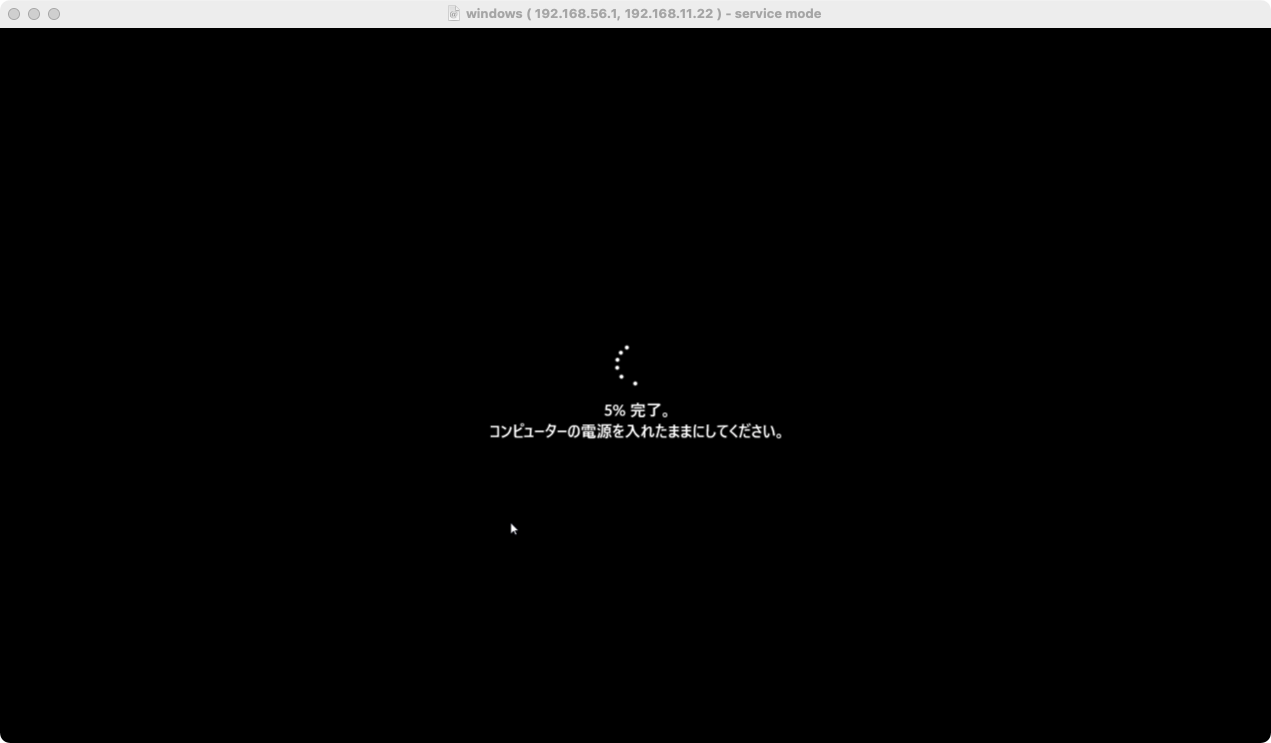 windows ( 192.168.56.1, 192.168.11.22 ) - service mode
5% 完了。
コンピューターの電源を入れたままにしてください。